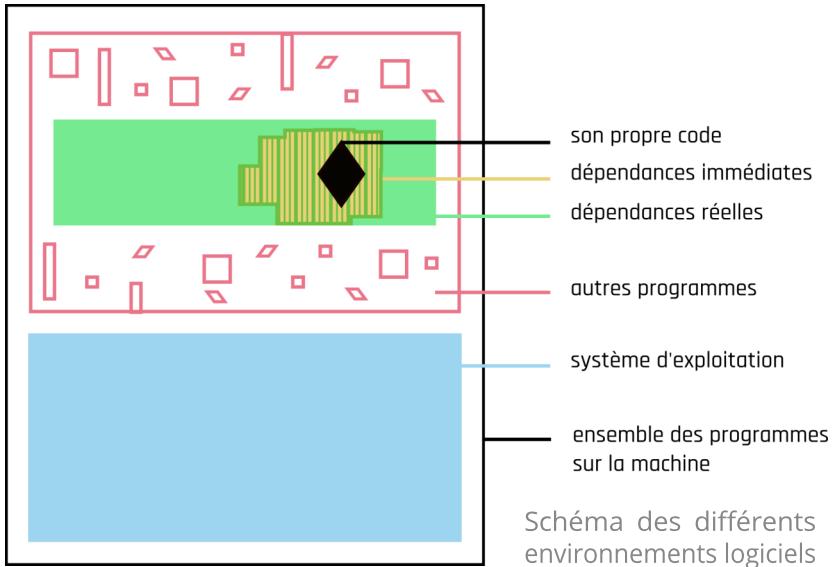 son propre code
dépendances immédiates
dépendances réelles
autres programmes
système d'exploitation
ensemble des programmes
sur la machine
Schéma des différents
environnements logiciels